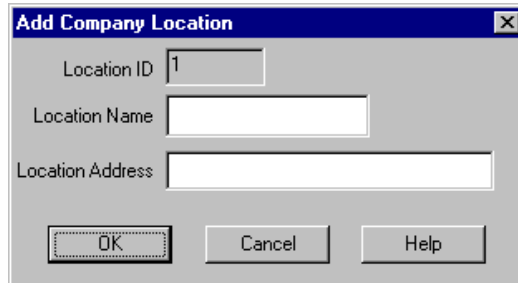 Add Company Location
Location ID 1
Location Name
Location Address
OK Cancel Help